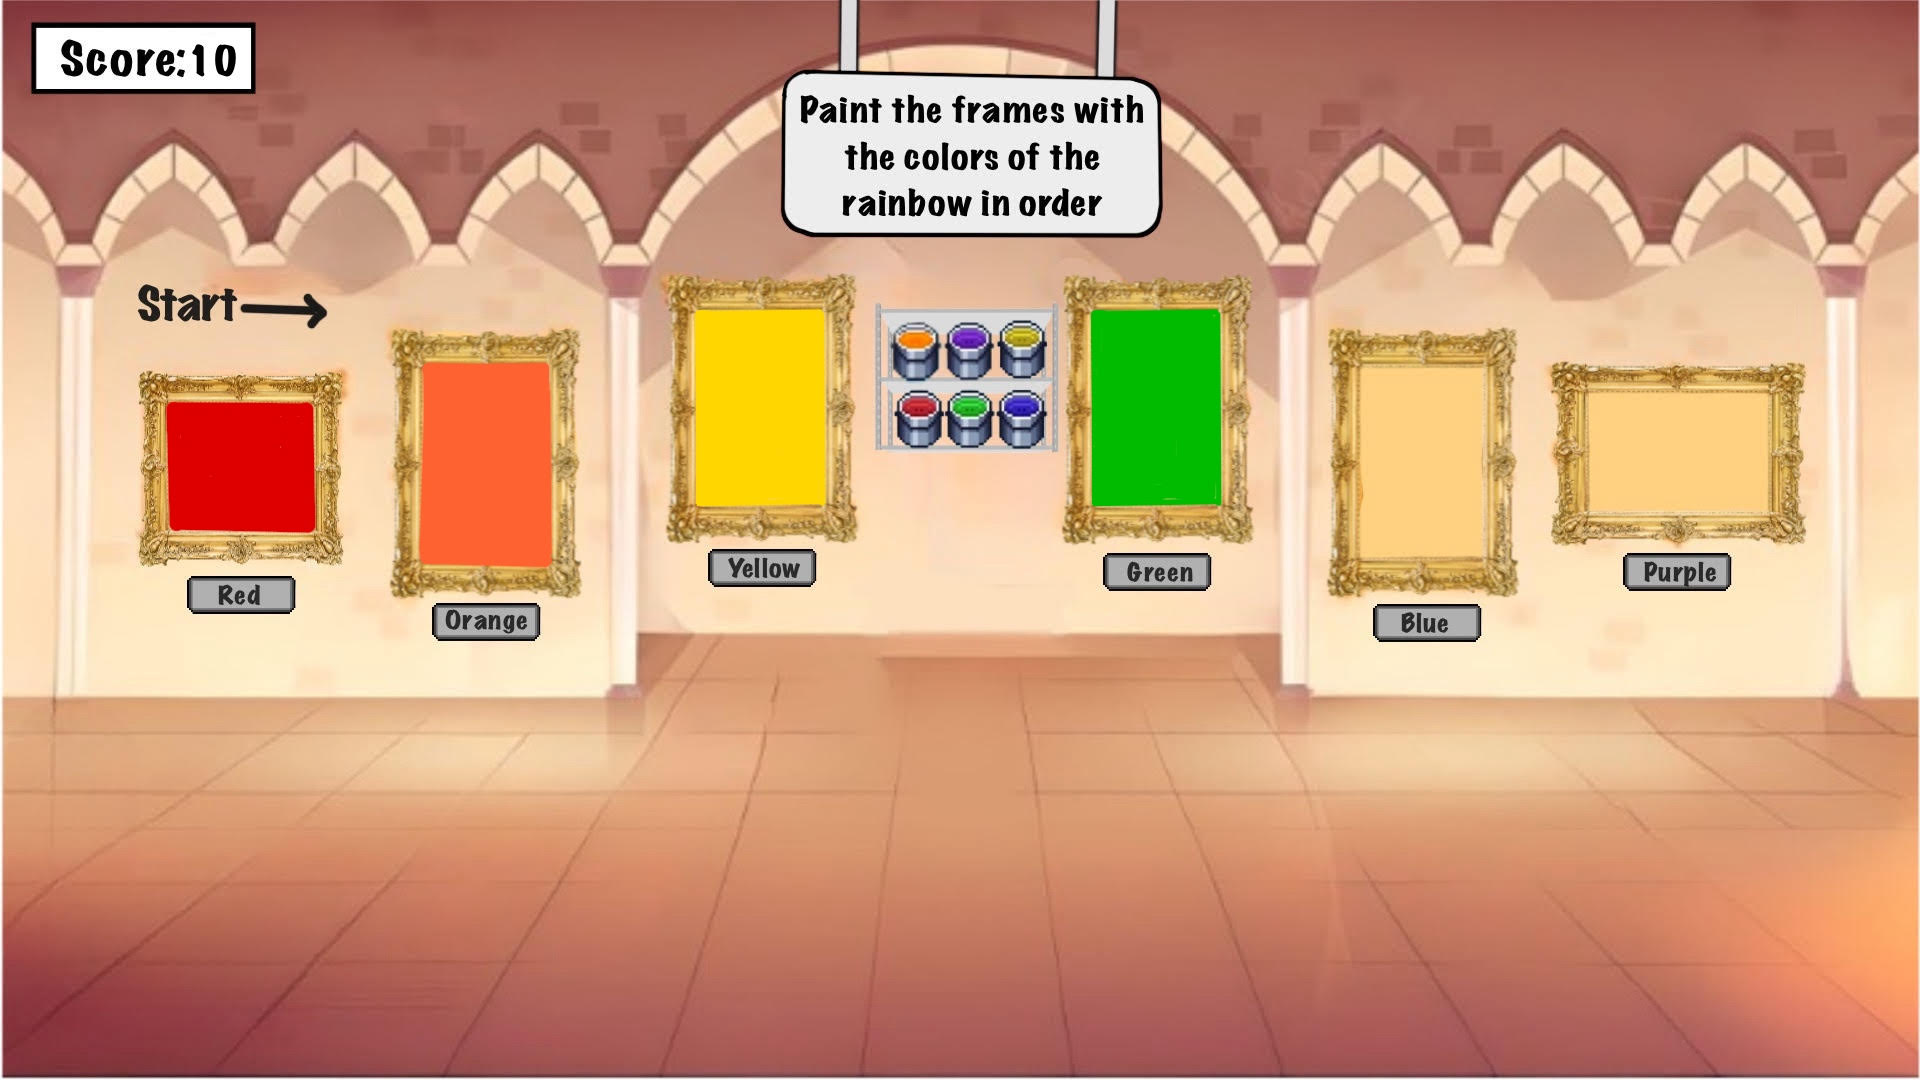 Score:10
Paint the frames with
the colors of the
rainbow in order
Start
Red
Orange
Yellow
Green
Blue
Purple